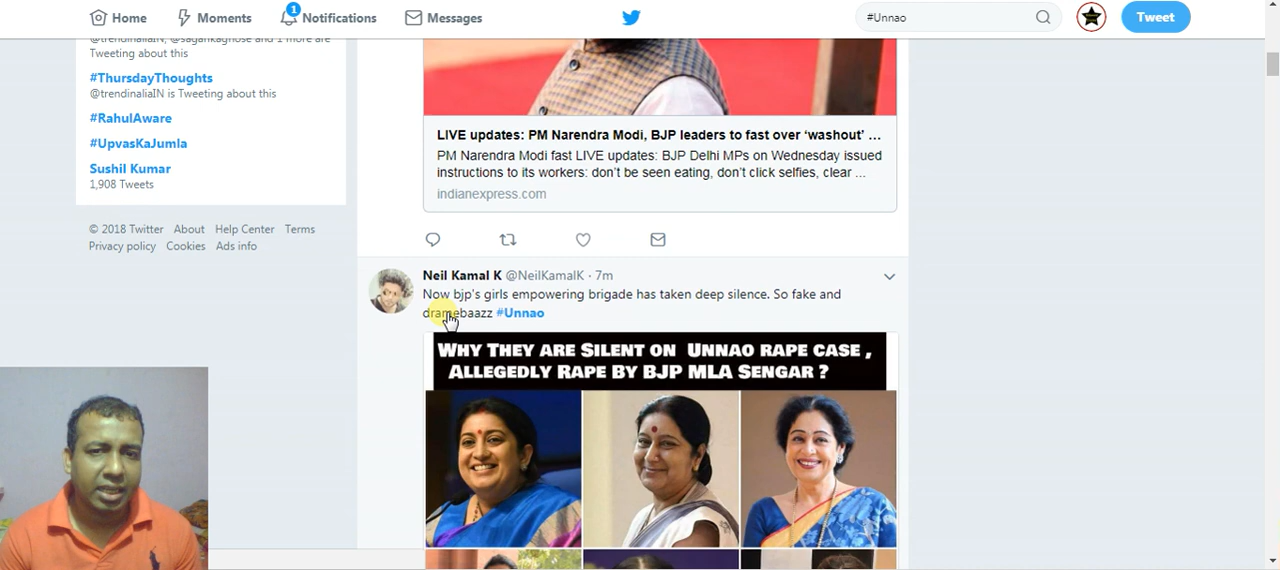 Home
Moments
1
Notifications
Messages
#Unnao
Tweet
Tweeting about this
#ThursdayThoughts
@trendinaliaIN is Tweeting about this
#RahulAware
#UpvasKaJumla
Sushil Kumar
1,908 Tweets
© 2018 Twitter About Help Center Terms
Privacy policy Cookies Ads info
LIVE updates: PM Narendra Modi, BJP leaders to fast over ‘washout’ ...
PM Narendra Modi fast LIVE updates: BJP Delhi MPs on Wednesday issued
instructions to its workers: don’t be seen eating, don’t click selfies, clear ...
indianexpress.com
Neil Kamal K @NeilKamalK · 7m
Now bjp's girls empowering brigade has taken deep silence. So fake and
dramebaazz #Unnao
WHY THEY ARE SILENT ON UNNAO RAPE CASE ,
ALLEGEDLY RAPE BY BJP MLA SENGAR ?